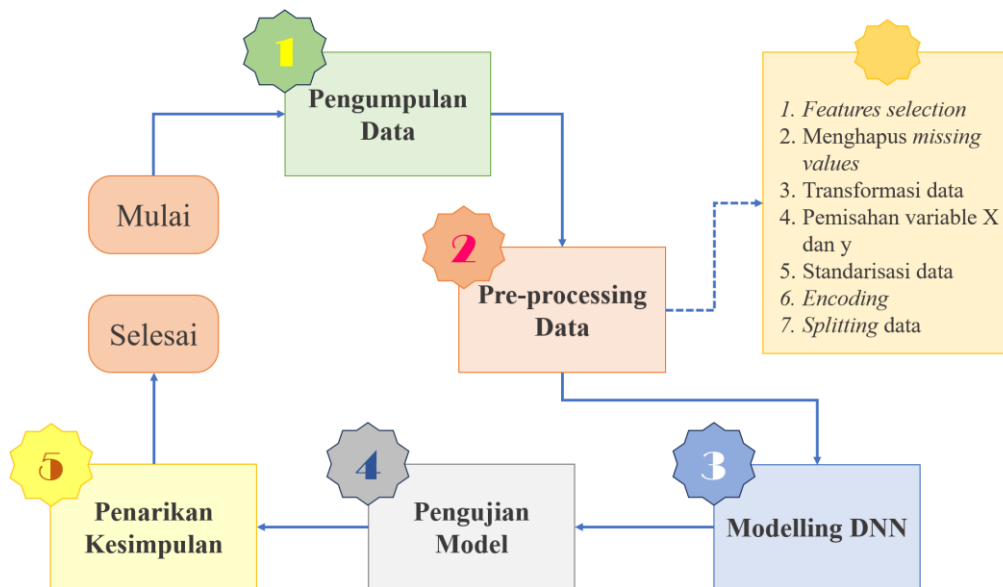 1
Pengumpulan
Data
Mulai
2
Pre-processing
Data
1. Features selection
2. Menghapus missing
values
3. Transformasi data
4. Pemisahan variable X
dan y
5. Standarisasi data
6. Encoding
7. Splitting data
Selesai
3
Modelling DNN
4
Pengujian
Model
5
Penarikan
Kesimpulan